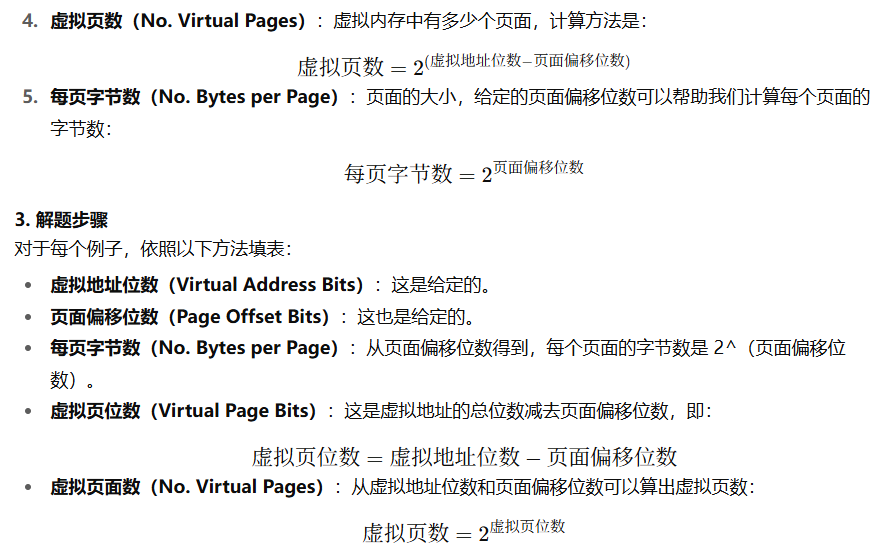 4. 虚拟页数（No. Virtual Pages）：虚拟内存中有多少个页面，计算方法是：
虚拟页数 = 2^(虚拟地址位数−页面偏移位数)
5. 每页字节数（No. Bytes per Page）：页面的大小，给定的页面偏移位数可以帮助我们计算每个页面的
字节数：
每页字节数 = 2^页面偏移位数
3. 解题步骤
对于每个例子，依照以下方法填表：
• 虚拟地址位数（Virtual Address Bits）：这是给定的。
• 页面偏移位数（Page Offset Bits）：这也是给定的。
• 每页字节数（No. Bytes per Page）：从页面偏移位数得到，每个页面的字节数是 2^（页面偏移位
数）。
• 虚拟页位数（Virtual Page Bits）：这是虚拟地址的总位数减去页面偏移位数，即：
虚拟页位数 = 虚拟地址位数 − 页面偏移位数
• 虚拟页面数（No. Virtual Pages）：从虚拟地址位数和页面偏移位数可以算出虚拟页数：
虚拟页数 = 2^虚拟页位数